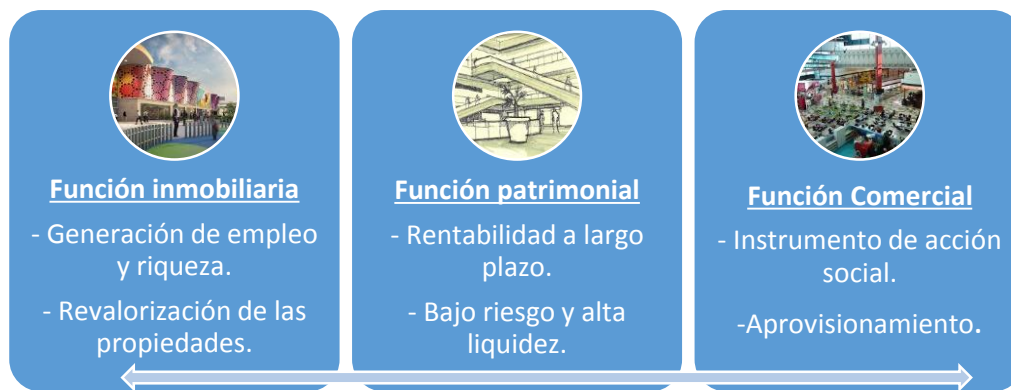 Función inmobiliaria
- Generación de empleo
y riqueza.
- Revalorización de las
propiedades.
Función patrimonial
- Rentabilidad a largo
plazo.
- Bajo riesgo y alta
liquidez.
Función Comercial
- Instrumento de acción
social.
-Aprovisionamiento.